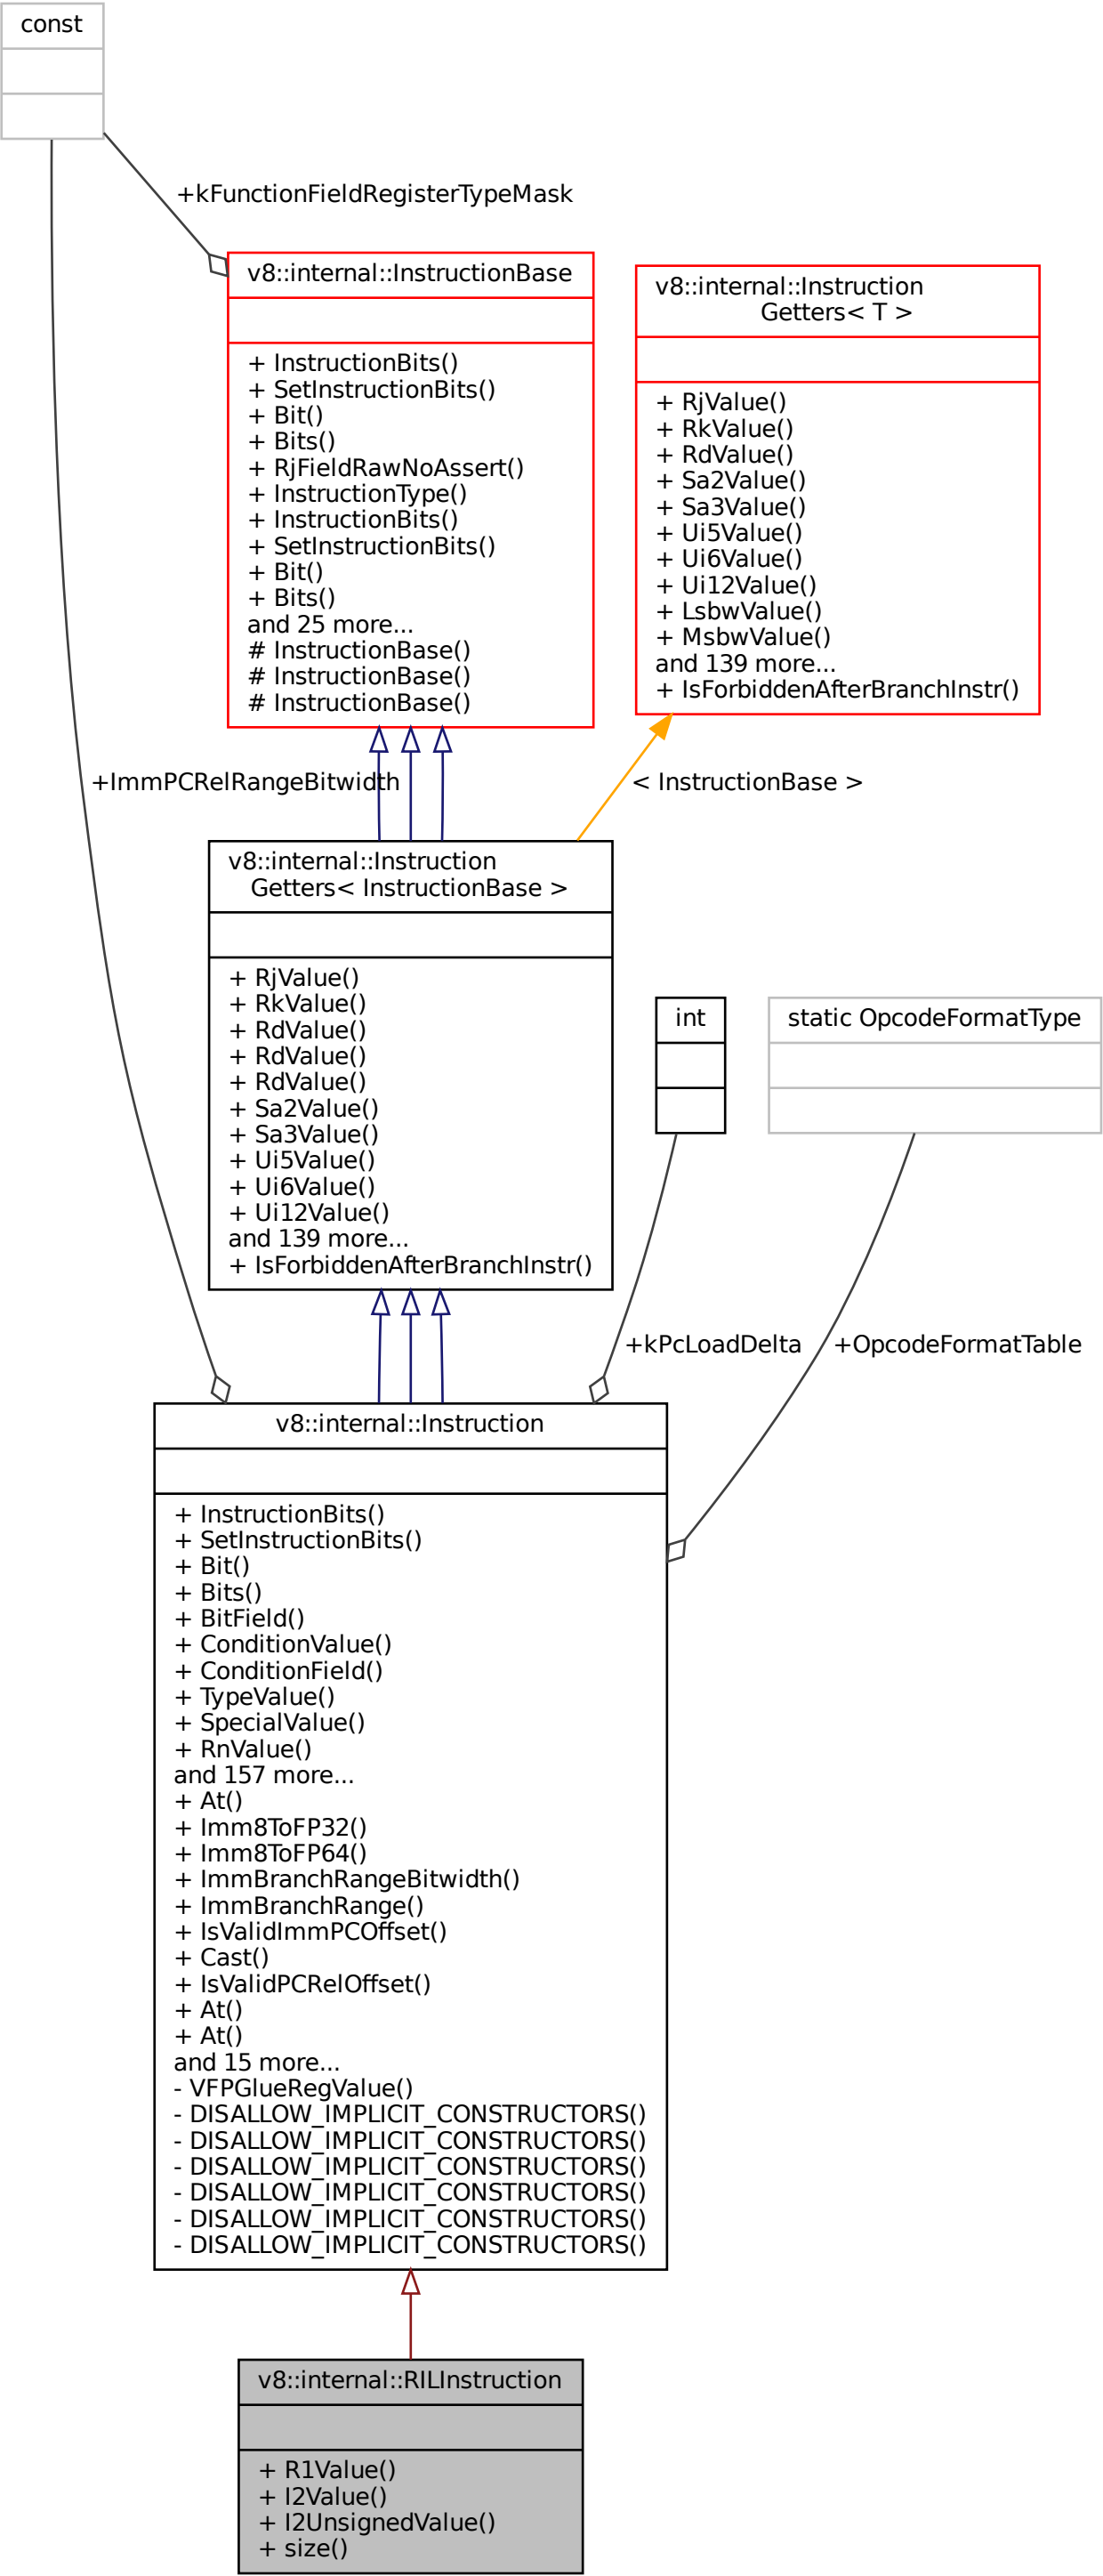 const
+kFunctionFieldRegisterTypeMask
v8::internal::InstructionBase
+ InstructionBits()
+ SetInstructionBits()
+ Bit()
+ Bits()
+ RjFieldRawNoAssert()
+ InstructionType()
+ InstructionBits()
+ SetInstructionBits()
+ Bit()
+ Bits()
and 25 more...
# InstructionBase()
# InstructionBase()
# InstructionBase()
v8::internal::Instruction
Getters< T >
+ RjValue()
+ RkValue()
+ RdValue()
+ Sa2Value()
+ Sa3Value()
+ Ui5Value()
+ Ui6Value()
+ Ui12Value()
+ LsbwValue()
+ MsbwValue()
and 139 more...
+ IsForbiddenAfterBranchInstr()
+ImmPCRelRangeBitwidth
< InstructionBase >
v8::internal::Instruction
Getters< InstructionBase >
+ RjValue()
+ RkValue()
+ RdValue()
+ RdValue()
+ RdValue()
+ Sa2Value()
+ Sa3Value()
+ Ui5Value()
+ Ui6Value()
+ Ui12Value()
and 139 more...
+ IsForbiddenAfterBranchInstr()
int
static OpcodeFormatType
+kPcLoadDelta
+OpcodeFormatTable
v8::internal::Instruction
+ InstructionBits()
+ SetInstructionBits()
+ Bit()
+ Bits()
+ BitField()
+ ConditionValue()
+ ConditionField()
+ TypeValue()
+ SpecialValue()
+ RnValue()
and 157 more...
+ At()
+ Imm8ToFP32()
+ Imm8ToFP64()
+ ImmBranchRangeBitwidth()
+ ImmBranchRange()
+ IsValidImmPCOffset()
+ Cast()
+ IsValidPCRelOffset()
+ At()
+ At()
and 15 more...
- VFPGlueRegValue()
- DISALLOW_IMPLICIT_CONSTRUCTORS()
- DISALLOW_IMPLICIT_CONSTRUCTORS()
- DISALLOW_IMPLICIT_CONSTRUCTORS()
- DISALLOW_IMPLICIT_CONSTRUCTORS()
- DISALLOW_IMPLICIT_CONSTRUCTORS()
- DISALLOW_IMPLICIT_CONSTRUCTORS()
v8::internal::RILInstruction
+ R1Value()
+ I2Value()
+ I2UnsignedValue()
+ size()